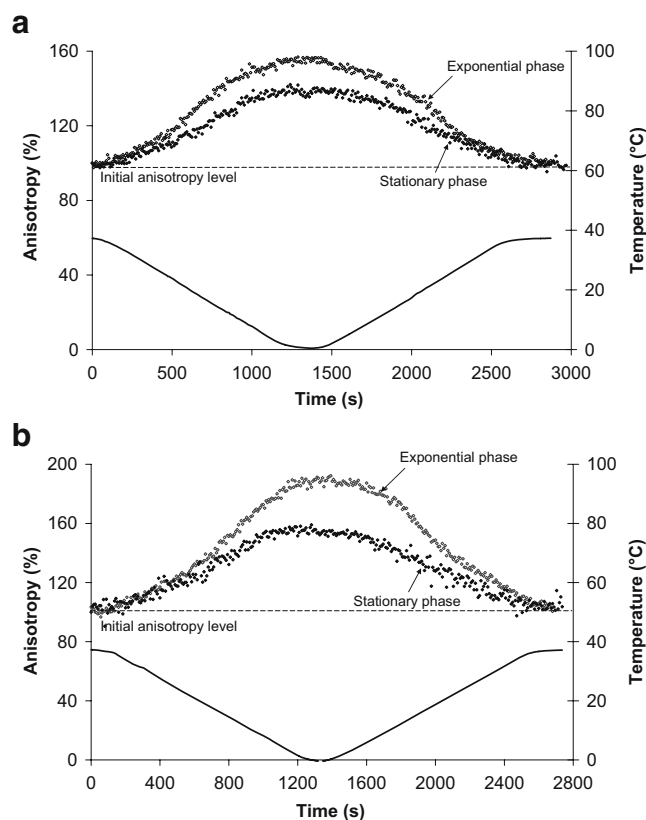 a
160
120
80
40
0
Anisotropy (%)
100
80
60
40
20
0
Temperature (°C)
Exponential phase
Stationary phase
Initial anisotropy level
0 500 1000 1500 2000 2500 3000
Time (s)
b
200
160
120
80
40
0
Anisotropy (%)
100
80
60
40
20
0
Temperature (°C)
Exponential phase
Stationary phase
Initial anisotropy level
0 400 800 1200 1600 2000 2400 2800
Time (s)